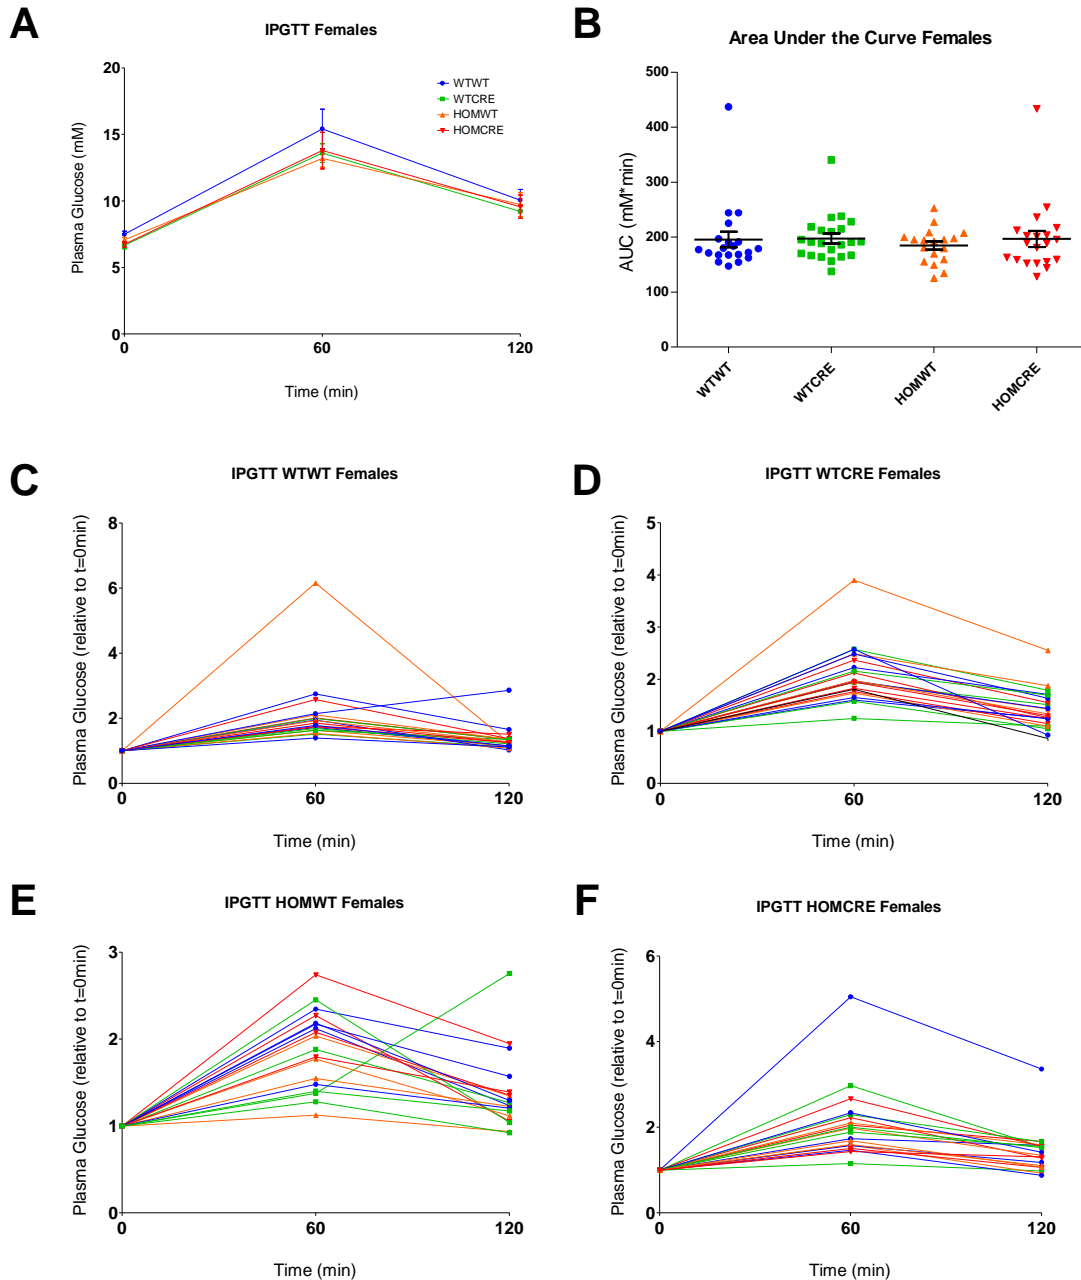 A
IPGTT Females
Plasma Glucose (mM)
20
15
10
5
0
0
60
120
Time (min)
WTWT
WTCRE
HOMWT
HOMCRE
B
Area Under the Curve Females
AUC (mM*min)
500
400
300
200
100
0
WTWT
WTCRE
HOMWT
HOMCRE
C
IPGTT WTWT Females
Plasma Glucose (relative to t=0min)
8
6
4
2
0
0
60
120
Time (min)
D
IPGTT WTCRE Females
Plasma Glucose (relative to t=0min)
5
4
3
2
1
0
0
60
120
Time (min)
E
IPGTT HOMWT Females
Plasma Glucose (relative to t=0min)
3
2
1
0
0
60
120
Time (min)
F
IPGTT HOMCRE Females
Plasma Glucose (relative to t=0min)
6
4
2
0
0
60
120
Time (min)